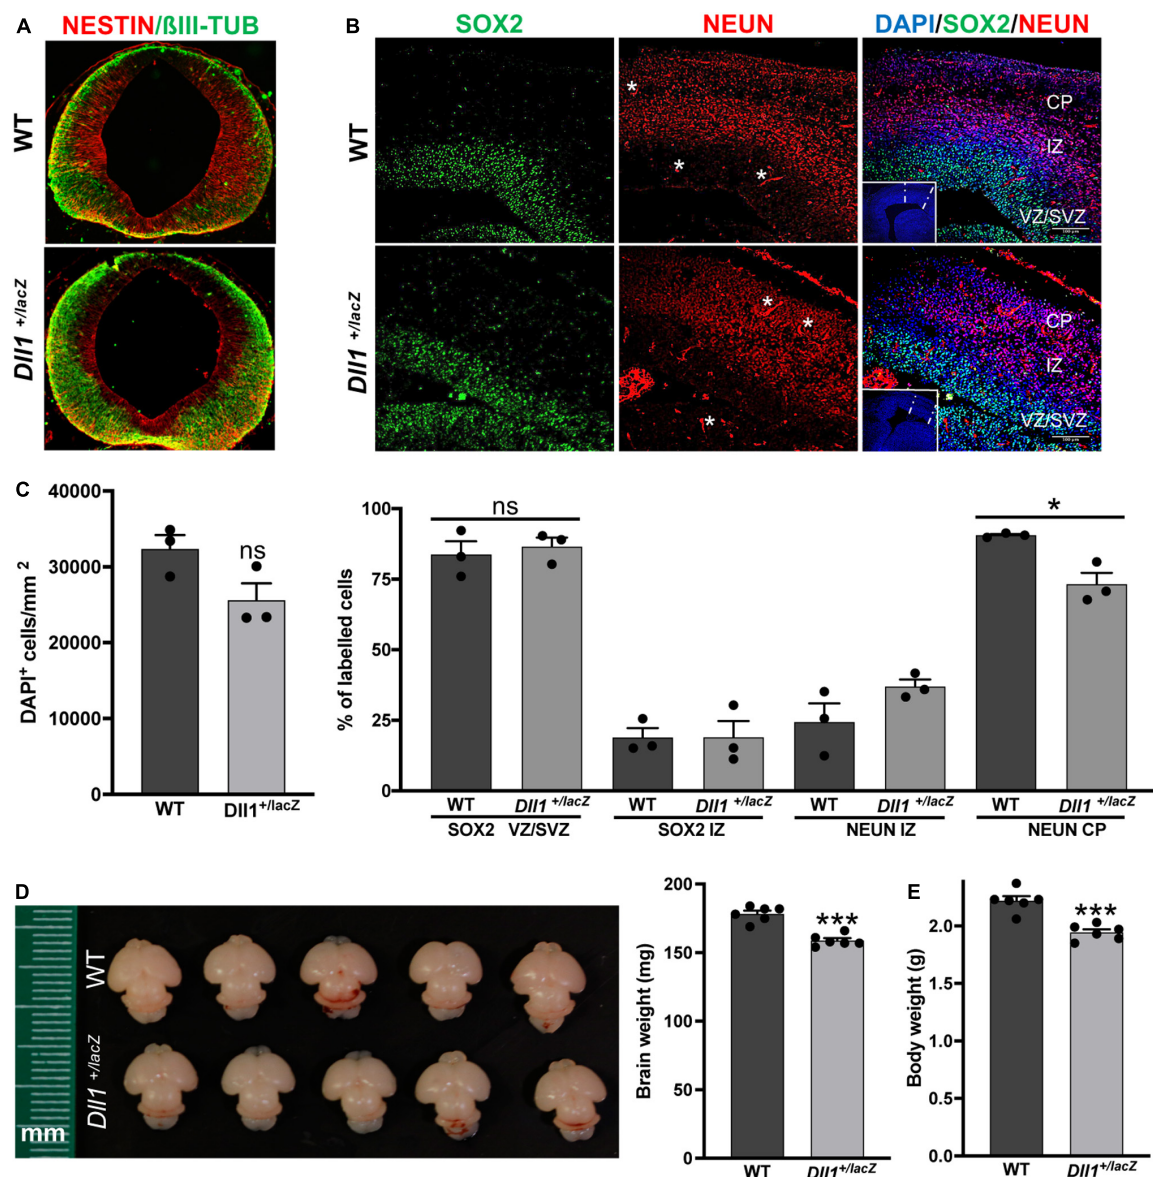 A
NESTIN/ßIII-TUB
WT
Dll1 +/lacZ
B
SOX2
NEUN
DAPI/SOX2/NEUN
WT
*
*
*
CP
IZ
VZ/SVZ
100 µm
Dll1 +/lacZ
*
*
*
CP
IZ
VZ/SVZ
100 µm
C
DAPI+ cells/mm 2
40000
30000
20000
10000
0
ns
WT
Dll1+/lacZ
% of labelled cells
100
75
50
25
0
ns
*
WT
Dll1 +/lacZ
WT
Dll1 +/lacZ
WT
Dll1 +/lacZ
WT
Dll1 +/lacZ
SOX2 VZ/SVZ
SOX2 IZ
NEUN IZ
NEUN CP
D
WT
Dll1 +/lacZ
mm
Brain weight (mg)
200
150
100
50
0
***
WT
Dll1+/lacZ
E
Body weight (g)
2.0
1.5
1.0
0.5
0.0
***
WT
Dll1+/lacZ